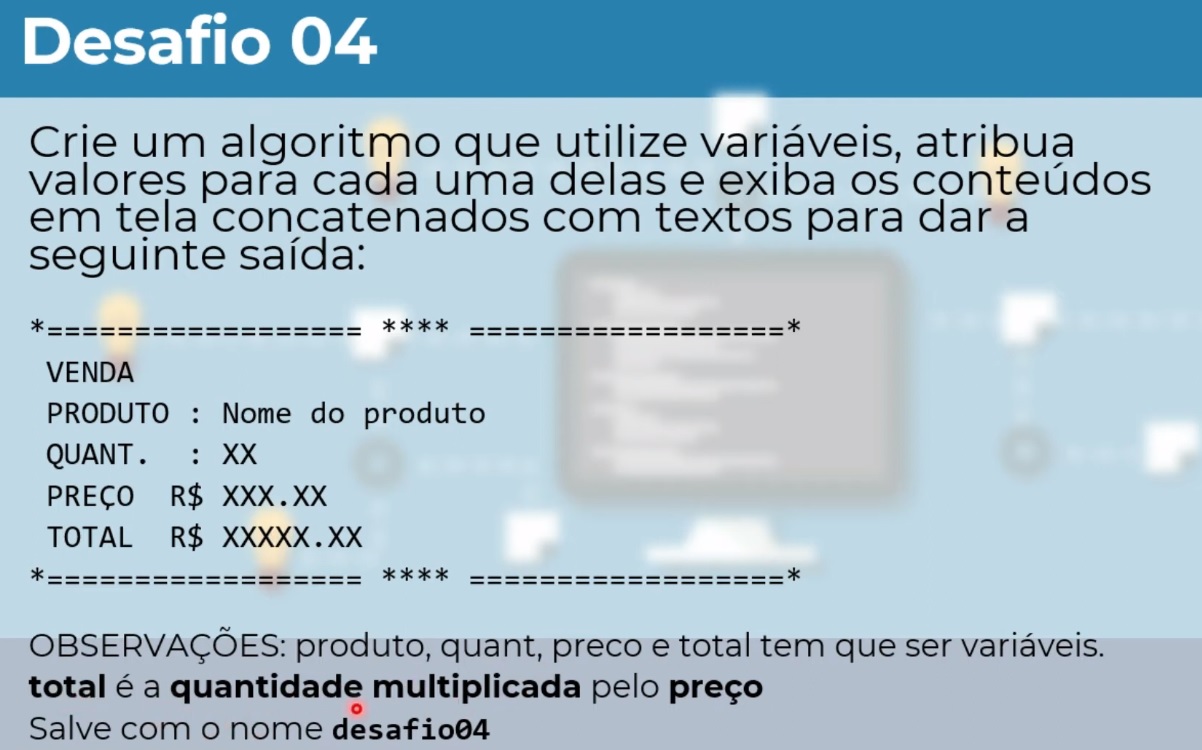 Desafio 04
Crie um algoritmo que utilize variáveis, atribua
valores para cada uma delas e exiba os conteúdos
em tela concatenados com textos para dar a
seguinte saída:
*================== **** ==================*
VENDA
PRODUTO : Nome do produto
QUANT.  : XX
PREÇO  R$ XXX.XX
TOTAL  R$ XXXXX.XX
*================== **** ==================*
OBSERVAÇÕES: produto, quant, preco e total tem que ser variáveis.
total é a quantidade multiplicada pelo preço
Salve com o nome desafio04